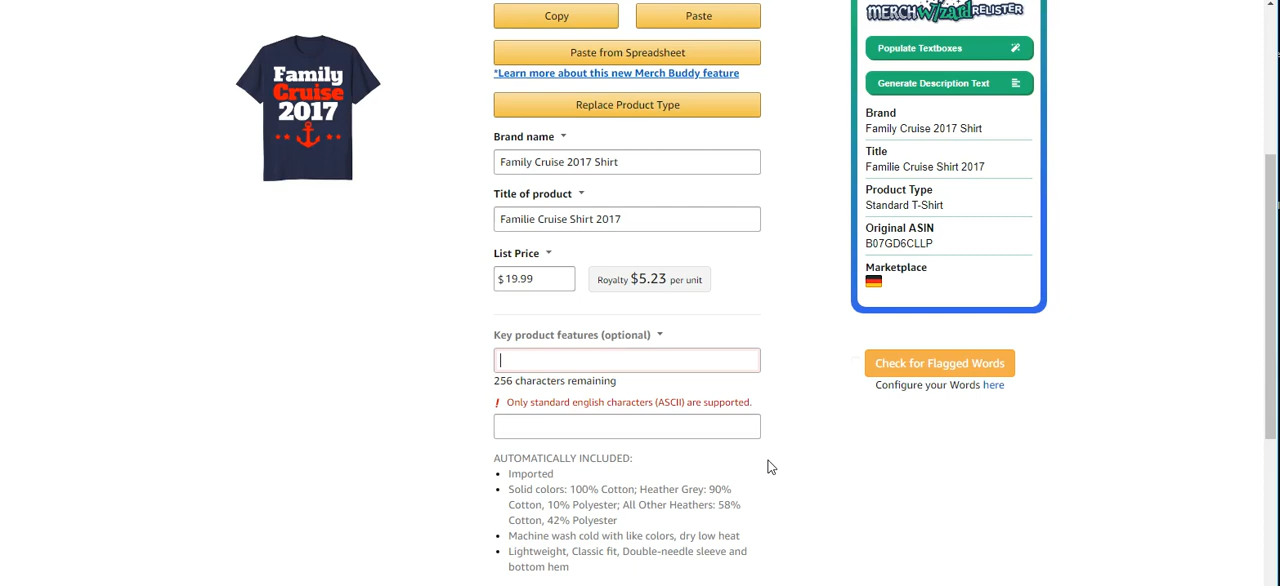 Copy
Paste
Paste from Spreadsheet
*Learn more about this new Merch Buddy feature
Replace Product Type
Brand name
Family Cruise 2017 Shirt
Title of product
Familie Cruise Shirt 2017
List Price
$ 19.99
Royalty $5.23 per unit
Key product features (optional)
256 characters remaining
! Only standard english characters (ASCII) are supported.
AUTOMATICALLY INCLUDED:
• Imported
• Solid colors: 100% Cotton; Heather Grey: 90%
Cotton, 10% Polyester; All Other Heathers: 58%
Cotton, 42% Polyester
• Machine wash cold with like colors, dry low heat
• Lightweight, Classic fit, Double-needle sleeve and
bottom hem
Family
Cruise
2017
MERCH WIZARD RELISTER
Populate Textboxes
Generate Description Text
Brand
Family Cruise 2017 Shirt
Title
Familie Cruise Shirt 2017
Product Type
Standard T-Shirt
Original ASIN
B07GD6CLLP
Marketplace
Check for Flagged Words
Configure your Words here